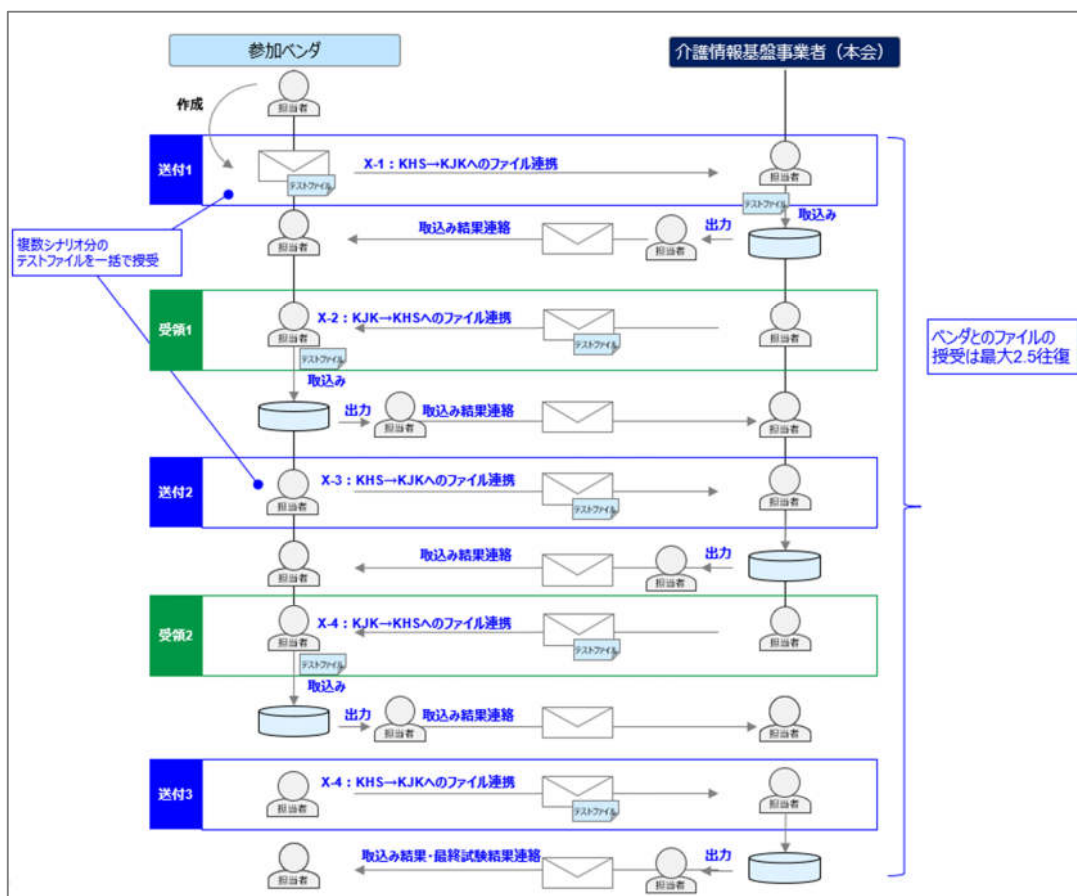 参加ベンダ
介護情報基盤事業者（本会）
担当者
作成
送付1
テストファイル
X-1：KHS→KJKへのファイル連携
担当者
テストファイル
取込み
複数シナリオ分の
テストファイルを一括で授受
担当者
取込み結果連絡
担当者
出力
受領1
担当者
X-2：KJK→KHSへのファイル連携
テストファイル
担当者
テストファイル
取込み
ベンダとのファイルの
授受は最大2.5往復
出力
担当者
取込み結果連絡
担当者
送付2
担当者
X-3：KHS→KJKへのファイル連携
テストファイル
担当者
担当者
取込み結果連絡
担当者
出力
受領2
担当者
X-4：KJK→KHSへのファイル連携
テストファイル
担当者
テストファイル
取込み
出力
担当者
取込み結果連絡
担当者
送付3
担当者
X-4：KHS→KJKへのファイル連携
テストファイル
担当者
担当者
取込み結果・最終試験結果連絡
担当者
出力